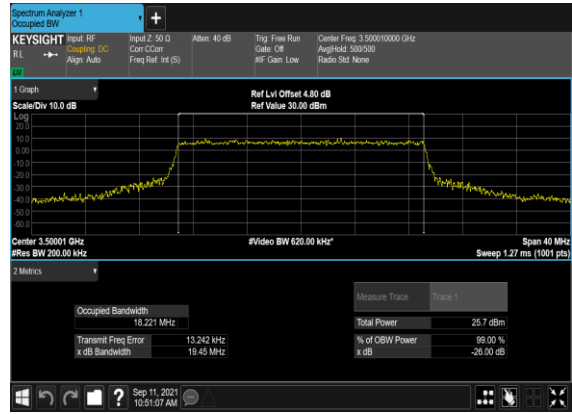 Spectrum Analyzer 1
Occupied BW
+
KEYSIGHT Input: RF Input Z: 50 Ω Atten: 40 dB Trig: Free Run Center Freq: 3.500010000 GHz
RL Coupling: DC Corr CCorr Gate: Off Avg|Hold: 500/500
Align: Auto Freq Ref: Int (S) #IF Gain: Low Radio Std: None
LW
1 Graph
Ref Lvl Offset 4.80 dB
Scale/Div 10.0 dB Ref Value 30.00 dBm
Log
20.0
10.0
0.00
-10.0
-20.0
-30.0
-40.0
-50.0
-60.0
Center 3.50001 GHz #Video BW 620.00 kHz* Span 40 MHz
#Res BW 200.00 kHz Sweep 1.27 ms (1001 pts)
2 Metrics
Measure Trace Trace 1
Occupied Bandwidth
18.221 MHz Total Power 25.7 dBm
Transmit Freq Error 13.242 kHz % of OBW Power 99.00 %
x dB Bandwidth 19.45 MHz x dB -26.00 dB
? Sep 11, 2021
10:51:07 AM